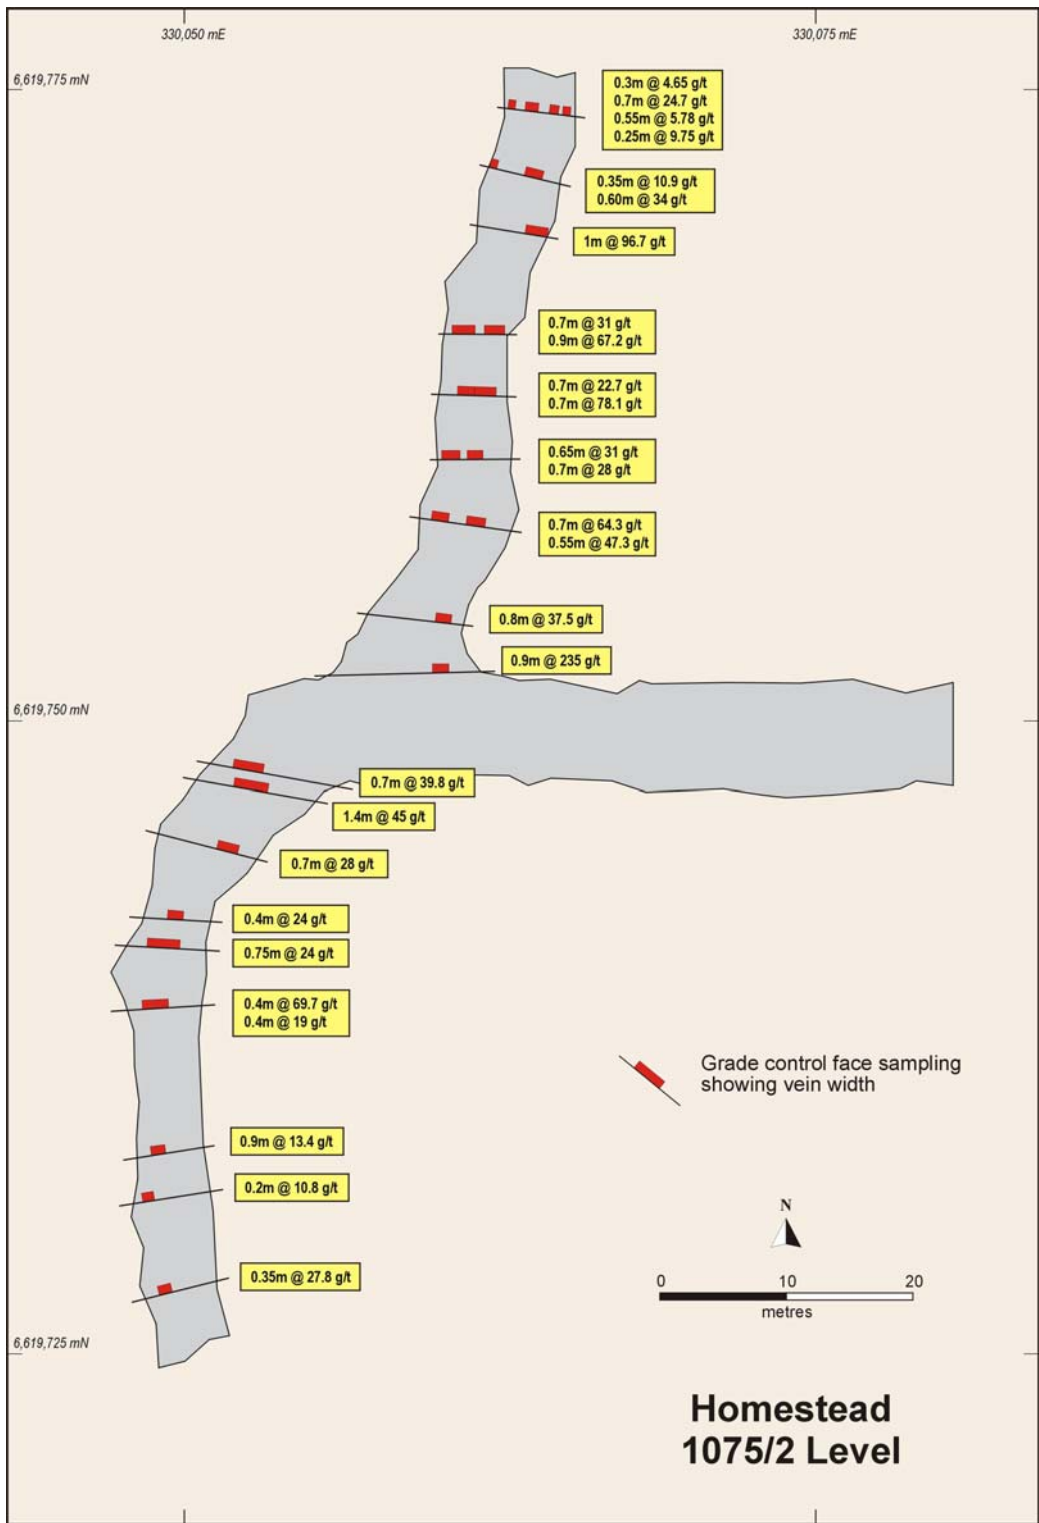 330,050 mE
330,075 mE
6,619,775 mN
0.3m @ 4.65 g/t
0.7m @ 24.7 g/t
0.55m @ 5.78 g/t
0.25m @ 9.75 g/t
0.35m @ 10.9 g/t
0.60m @ 34 g/t
1m @ 96.7 g/t
0.7m @ 31 g/t
0.9m @ 67.2 g/t
0.7m @ 22.7 g/t
0.7m @ 78.1 g/t
0.65m @ 31 g/t
0.7m @ 28 g/t
0.7m @ 64.3 g/t
0.55m @ 47.3 g/t
0.8m @ 37.5 g/t
0.9m @ 235 g/t
6,619,750 mN
0.7m @ 39.8 g/t
1.4m @ 45 g/t
0.7m @ 28 g/t
0.4m @ 24 g/t
0.75m @ 24 g/t
0.4m @ 69.7 g/t
0.4m @ 19 g/t
Grade control face sampling
showing vein width
0.9m @ 13.4 g/t
0.2m @ 10.8 g/t
N
0.35m @ 27.8 g/t
0 10 20
metres
6,619,725 mN
Homestead
1075/2 Level